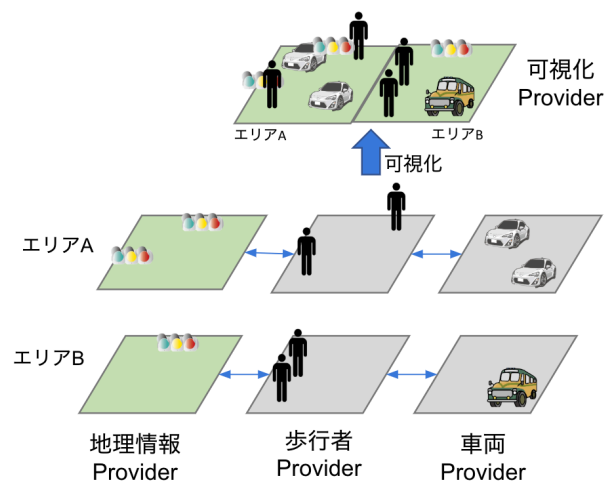 可視化
Provider
エリアA
エリアB
可視化
エリアA
エリアB
地理情報
Provider
歩行者
Provider
車両
Provider